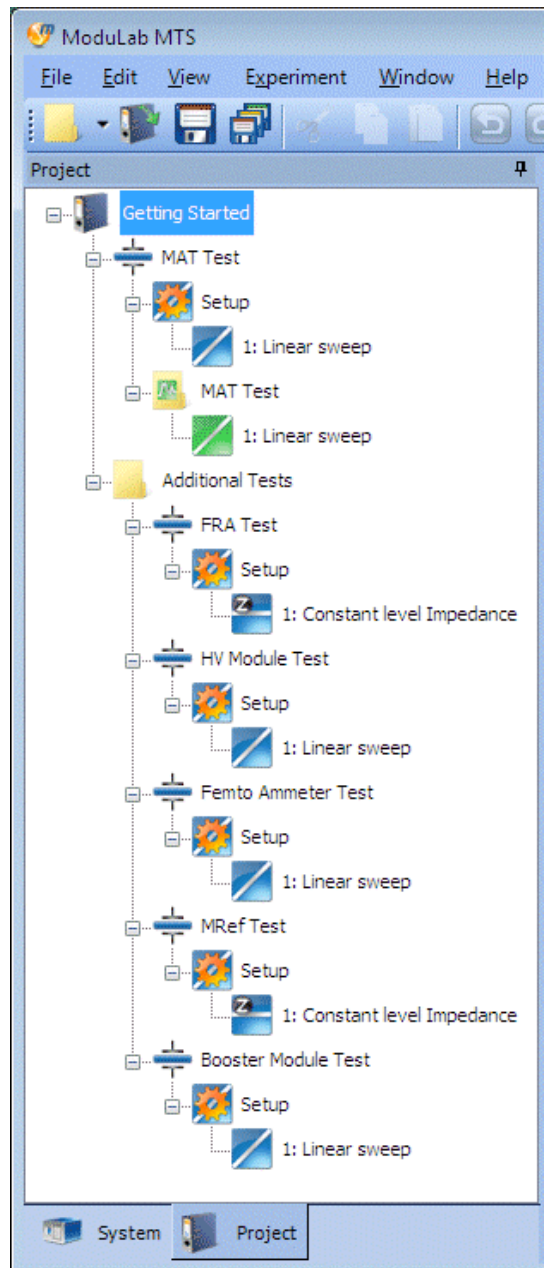 ModuLab MTS
File Edit View Experiment Window Help
Project
Getting Started
MAT Test
Setup
1: Linear sweep
MAT Test
1: Linear sweep
Additional Tests
FRA Test
Setup
1: Constant level Impedance
HV Module Test
Setup
1: Linear sweep
Femto Ammeter Test
Setup
1: Linear sweep
MRef Test
Setup
1: Constant level Impedance
Booster Module Test
Setup
1: Linear sweep
System Project